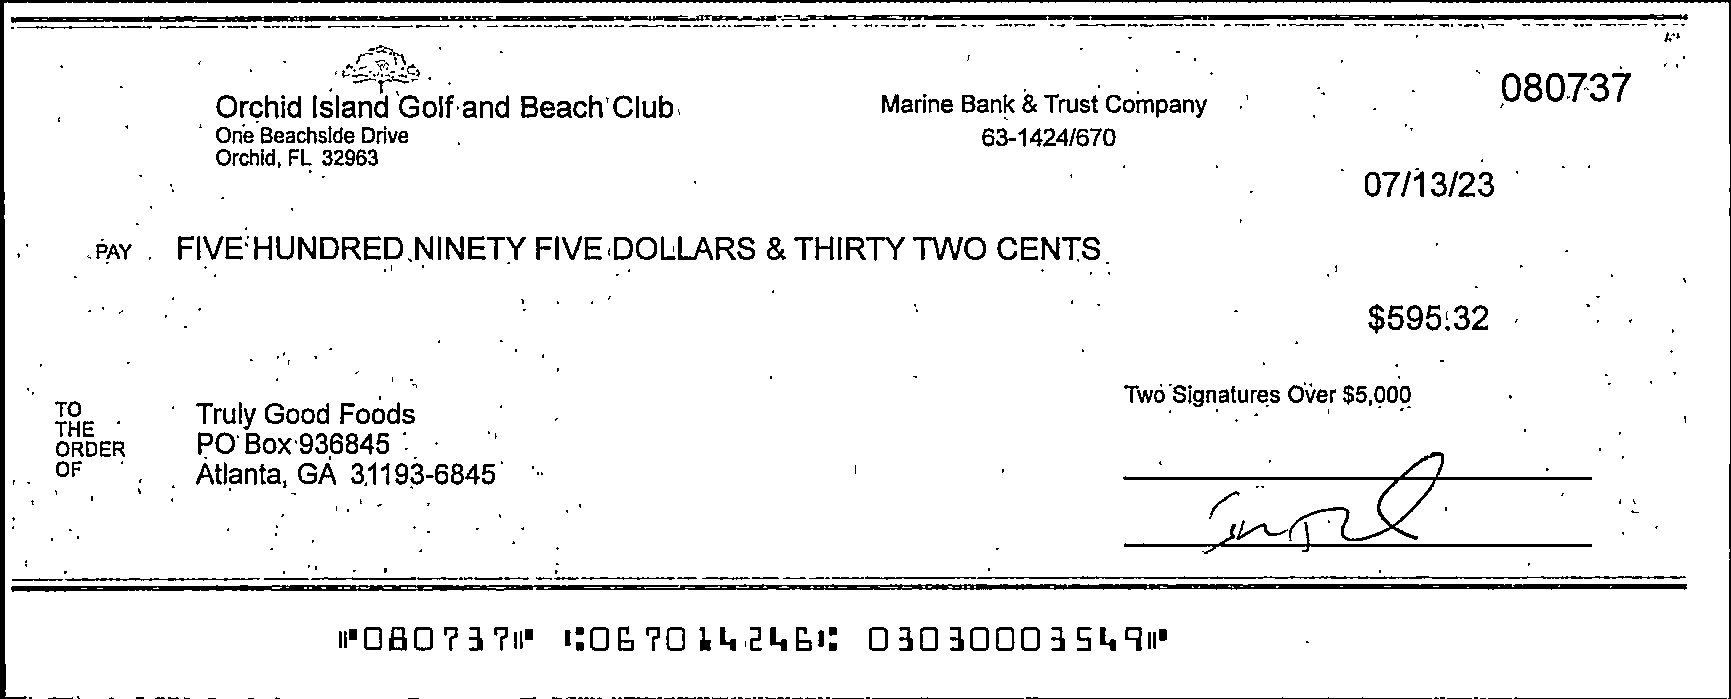 080737
Orchid Island Golf and Beach Club
One Beachside Drive
Orchid, FL 32963
Marine Bank & Trust Company
63-1424/670
07/13/23
PAY FIVE HUNDRED NINETY FIVE DOLLARS & THIRTY TWO CENTS
$595.32
Two Signatures Over $5,000
TO
THE
ORDER
OF
Truly Good Foods
PO Box 936845
Atlanta, GA 31193-6845
⑈080737⑈ ⑆067014246⑆ 03030003549⑈